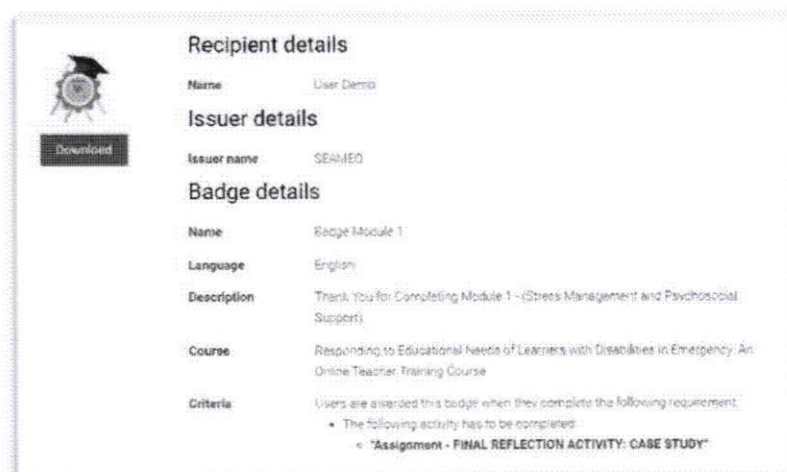 Recipient details
Name User Demo
Issuer details
Download
Issuer name SEAMEO
Badge details
Name Badge Module 1
Language English
Description Thank You for Completing Module 1 - (Stress Management and Psychosocial
Support)
Course Responding to Educational Needs of Learners with Disabilities in Emergency: An
Online Teacher Training Course
Criteria Users are awarded this badge when they complete the following requirement:
• The following activity has to be completed:
◦ "Assignment - FINAL REFLECTION ACTIVITY: CASE STUDY"